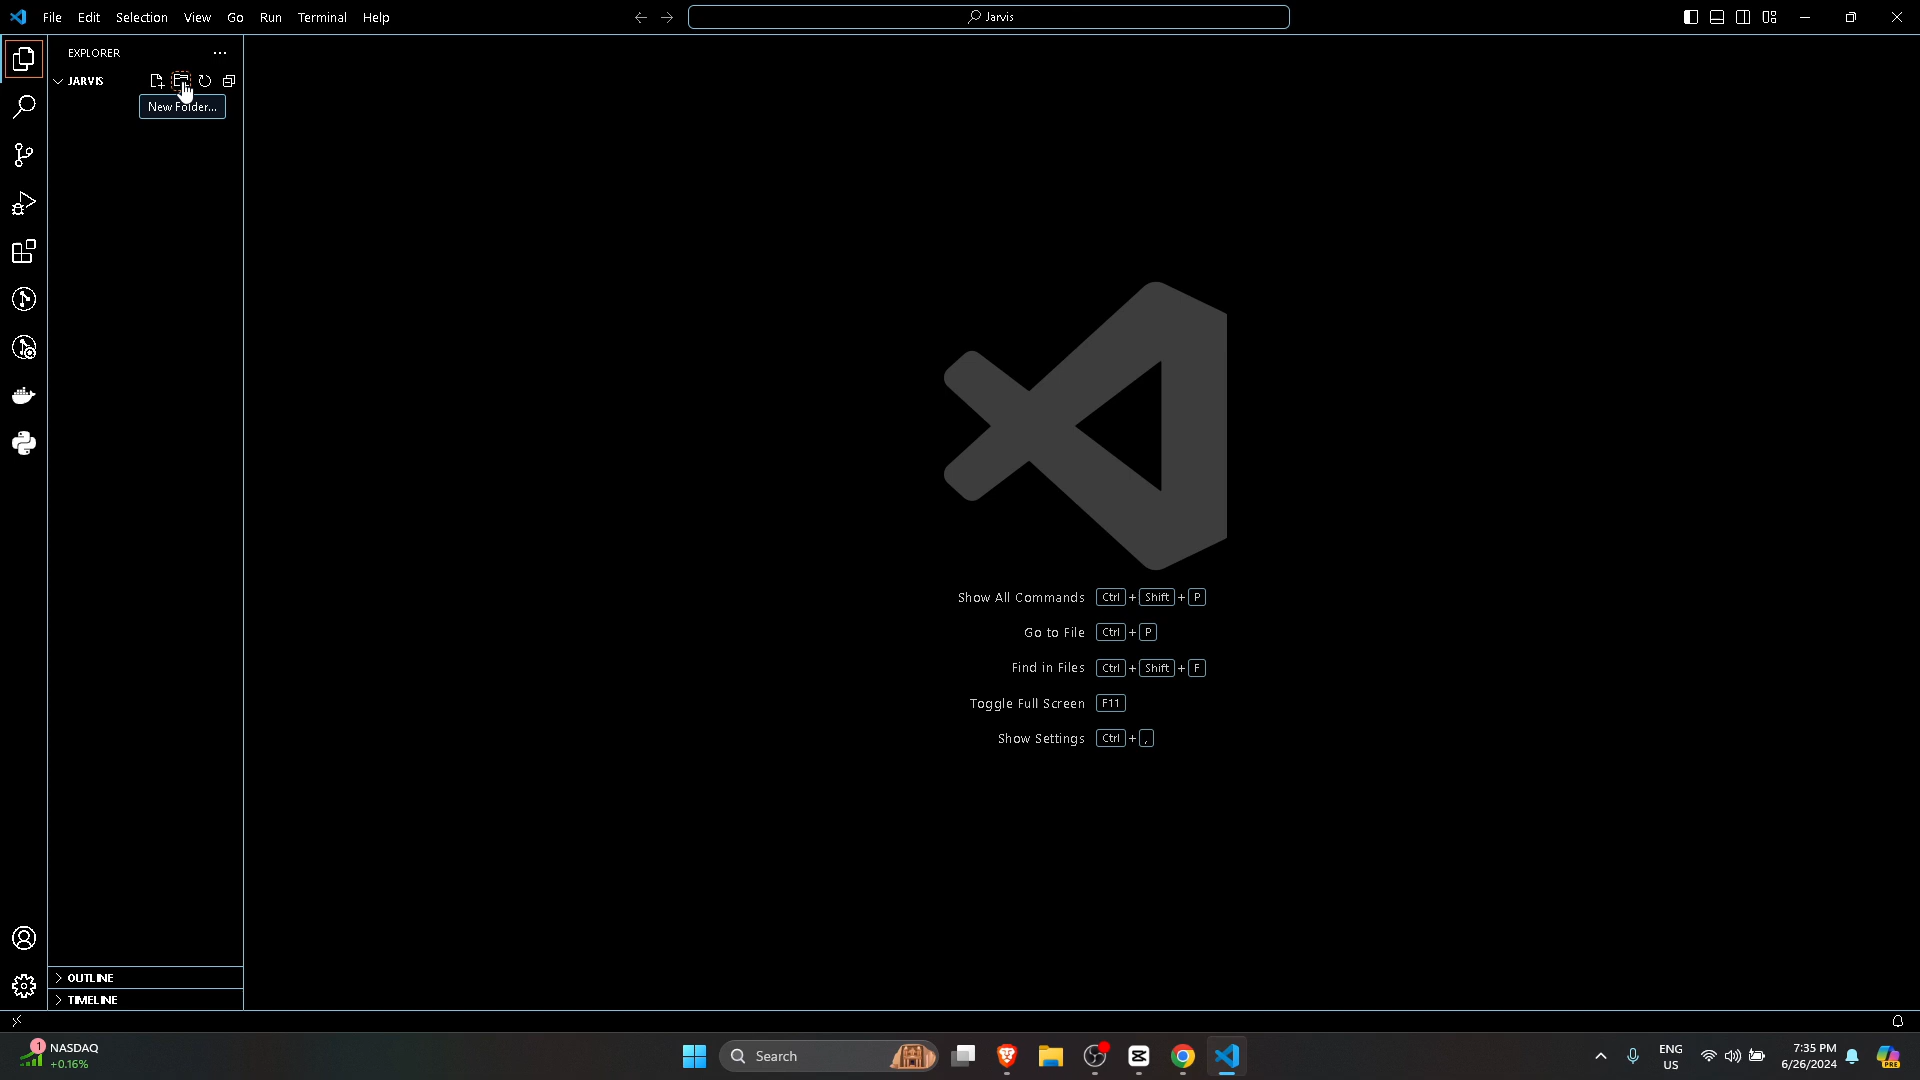 File Edit Selection View Go Run Terminal Help
Jarvis
EXPLORER
JARVIS
New Folder...
Show All Commands Ctrl + Shift + P
Go to File Ctrl + P
Find in Files Ctrl + Shift + F
Toggle Full Screen F11
Show Settings Ctrl + ,
OUTLINE
TIMELINE
1
NASDAQ
+0.16%
Search
ENG
US
7:35 PM
6/26/2024
PRE